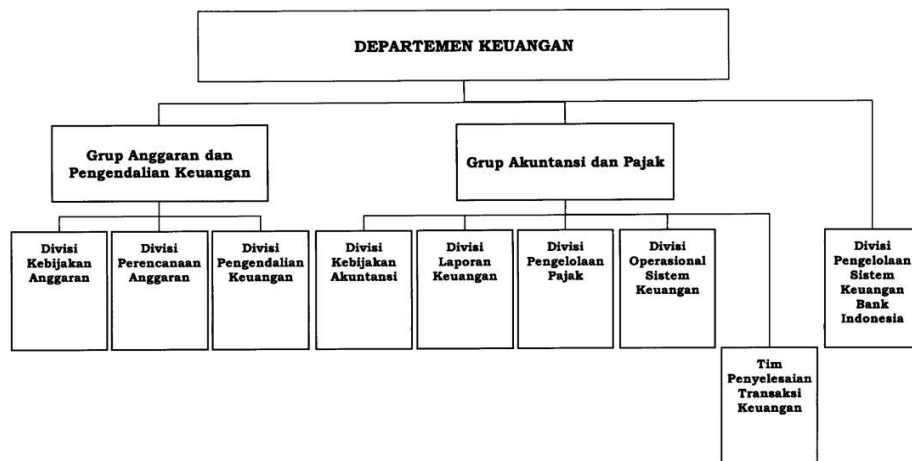 DEPARTEMEN KEUANGAN
Grup Anggaran dan
Pengendalian Keuangan
Grup Akuntansi dan Pajak
Divisi
Kebijakan
Anggaran
Divisi
Perencanaan
Anggaran
Divisi
Pengendalian
Keuangan
Divisi
Kebijakan
Akuntansi
Divisi
Laporan
Keuangan
Divisi
Pengelolaan
Pajak
Divisi
Operasional
Sistem
Keuangan
Divisi
Pengelolaan
Sistem
Keuangan
Bank
Indonesia
Tim
Penyelesaian
Transaksi
Keuangan